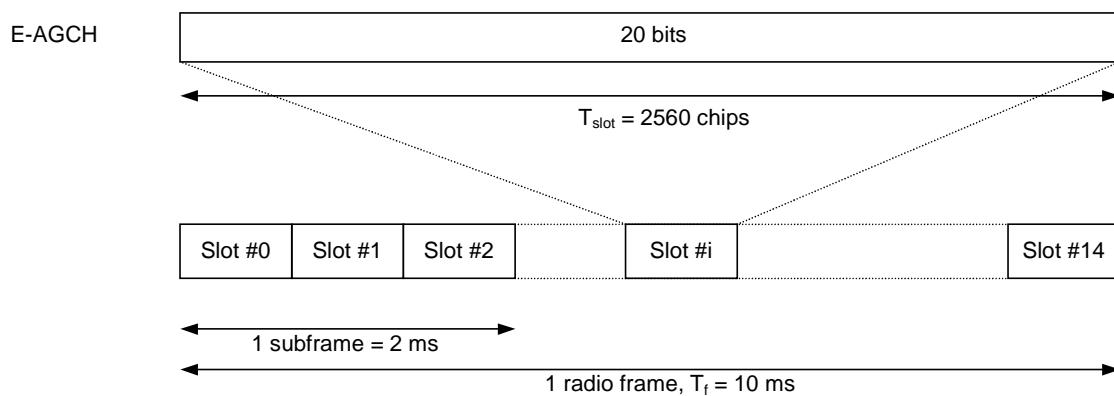 E-AGCH
20 bits
Tslot = 2560 chips
Slot #0 Slot #1 Slot #2 Slot #i Slot #14
1 subframe = 2 ms
1 radio frame, Tf = 10 ms